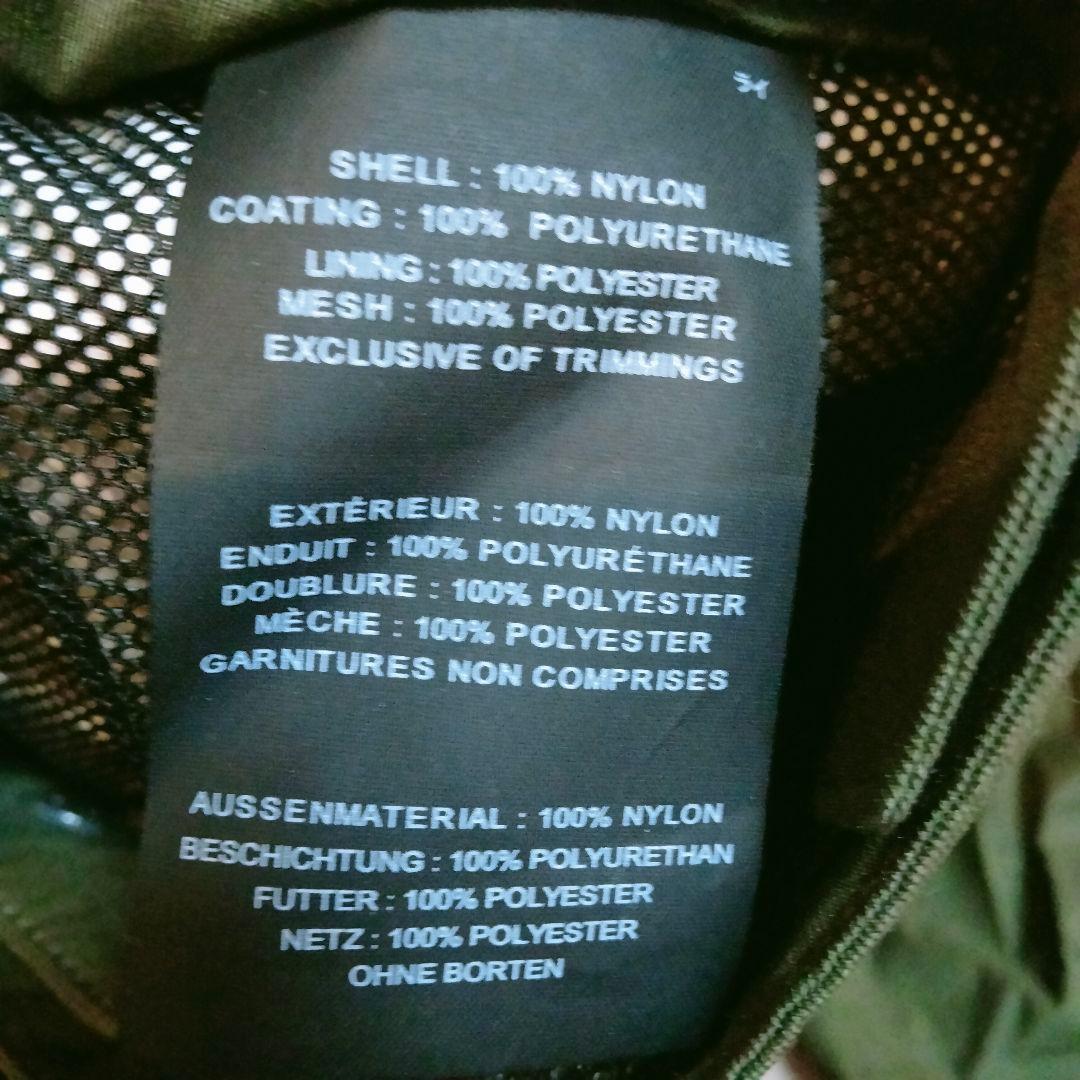 SHELL : 100% NYLON
COATING : 100% POLYURETHANE
LINING : 100% POLYESTER
MESH : 100% POLYESTER
EXCLUSIVE OF TRIMMINGS
EXTÉRIEUR : 100% NYLON
ENDUIT : 100% POLYURÉTHANE
DOUBLURE : 100% POLYESTER
MÈCHE : 100% POLYESTER
GARNITURES NON COMPRISES
AUSSENMATERIAL : 100% NYLON
BESCHICHTUNG : 100% POLYURETHAN
FUTTER : 100% POLYESTER
NETZ : 100% POLYESTER
OHNE BORTEN